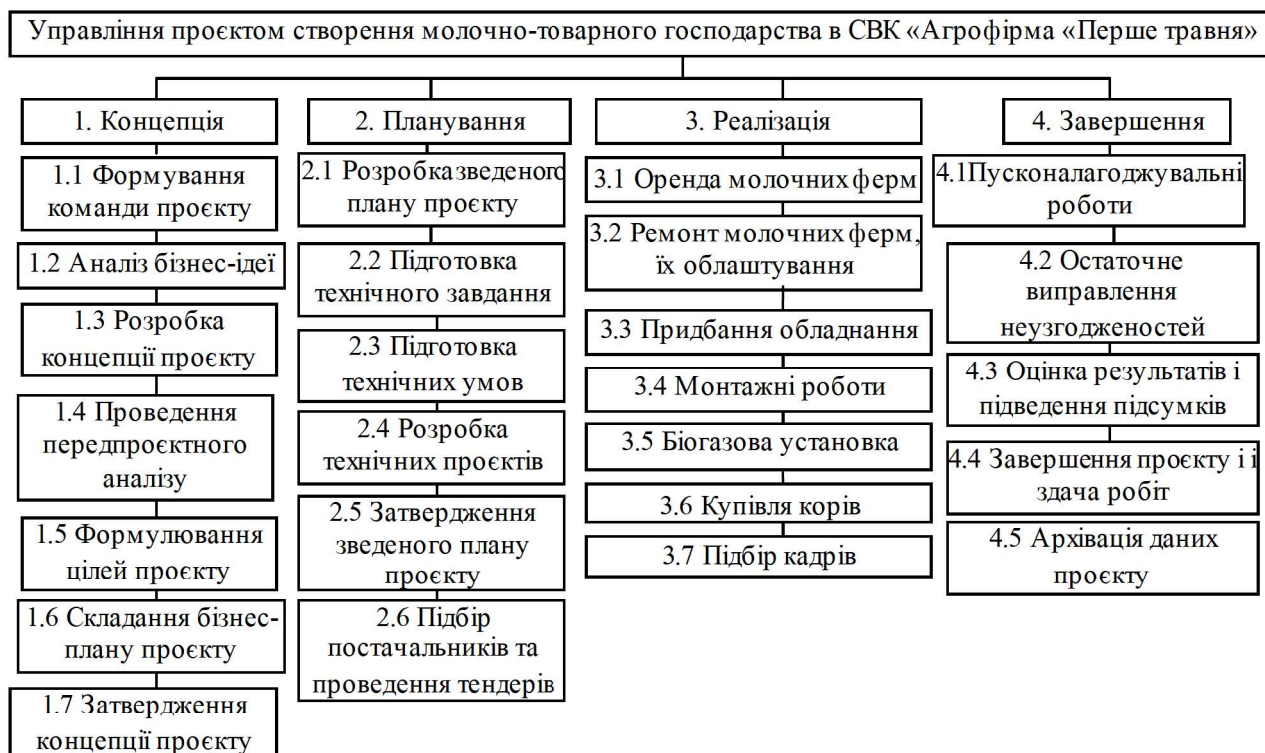 Управління проєктом створення молочно-товарного господарства в СВК «Агрофірма «Перше травня»
1. Концепція
1.1 Формування
команди проєкту
1.2 Аналіз бізнес-ідеї
1.3 Розробка
концепції проєкту
1.4 Проведення
передпроєктного
аналізу
1.5 Формулювання
цілей проєкту
1.6 Складання бізнес-
плану проєкту
1.7 Затвердження
концепції проєкту
2. Планування
2.1 Розробказведеного
плану проєкту
2.2 Підготовка
технічного завдання
2.3 Підготовка
технічних умов
2.4 Розробка
технічних проєктів
2.5 Затвердження
зведеного плану
проєкту
2.6 Підбір
постачальників та
проведення тендерів
3. Реалізація
3.1 Оренда молочних ферм
3.2 Ремонт молочних ферм,
їх облаштування
3.3 Придбання обладнання
3.4 Монтажні роботи
3.5 Біогазова установка
3.6 Купівля корів
3.7 Підбір кадрів
4. Завершення
4.1Пусконалагоджувальні
роботи
4.2 Остаточне
виправлення
неузгодженостей
4.3 Оцінка результатів і
підведення підсумків
4.4 Завершення проєкту і і
здача робіт
4.5 Архівація даних
проєкту